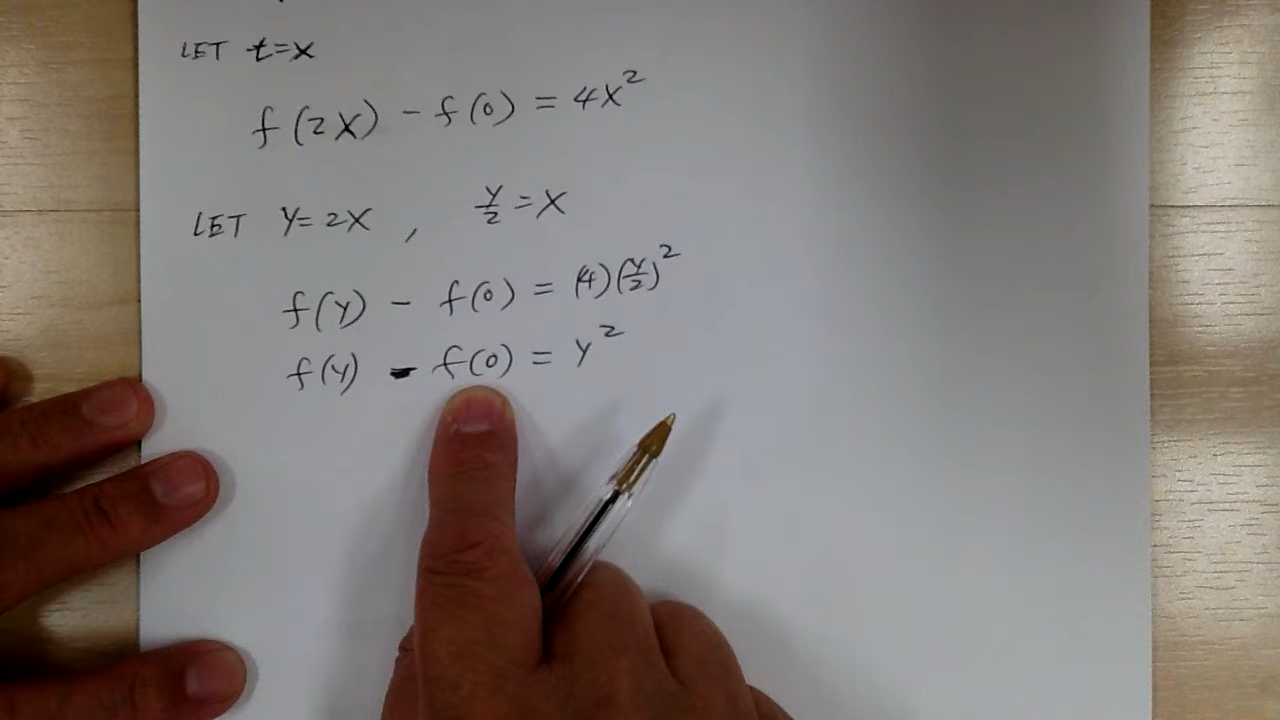 LET t=x
f(2x) - f(0) = 4x²
LET y=2x , y/2 = x
f(y) - f(0) = (4)(y/2)²
f(y) - f(0) = y²